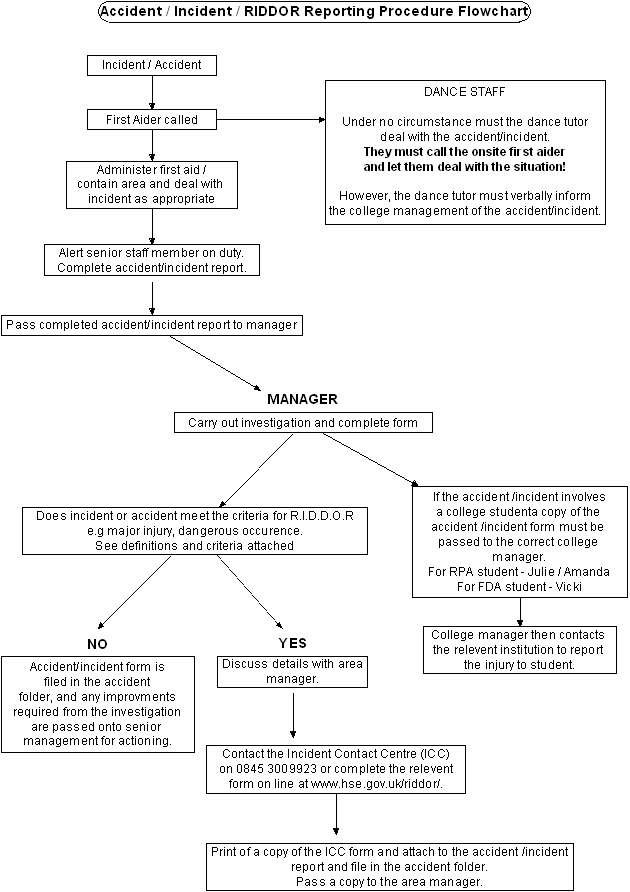 Accident / Incident / RIDDOR Reporting Procedure Flowchart
Incident / Accident
First Aider called
DANCE STAFF
Under no circumstance must the dance tutor
deal with the accident/incident.
They must call the onsite first aider
and let them deal with the situation!
However, the dance tutor must verbally inform
the college management of the accident/incident.
Administer first aid /
contain area and deal with
incident as appropriate
Alert senior staff member on duty.
Complete accident/incident report.
Pass completed accident/incident report to manager
MANAGER
Carry out investigation and complete form
Does incident or accident meet the criteria for R.I.D.D.O.R
e.g major injury, dangerous occurence.
See definitions and criteria attached
If the accident /incident involves
a college studenta copy of the
accident /incident form must be
passed to the correct college
manager.
For RPA student - Julie / Amanda
For FDA student - Vicki
College manager then contacts
the relevent institution to report
the injury to student.
NO
Accident/incident form is
filed in the accident
folder, and any improvments
required from the investigation
are passed onto senior
management for actioning.
YES
Discuss details with area
manager.
Contact the Incident Contact Centre (ICC)
on 0845 3009923 or complete the relevent
form on line at www.hse.gov.uk/riddor/.
Print of a copy of the ICC form and attach to the accident /incident
report and file in the accident folder.
Pass a copy to the area manager.